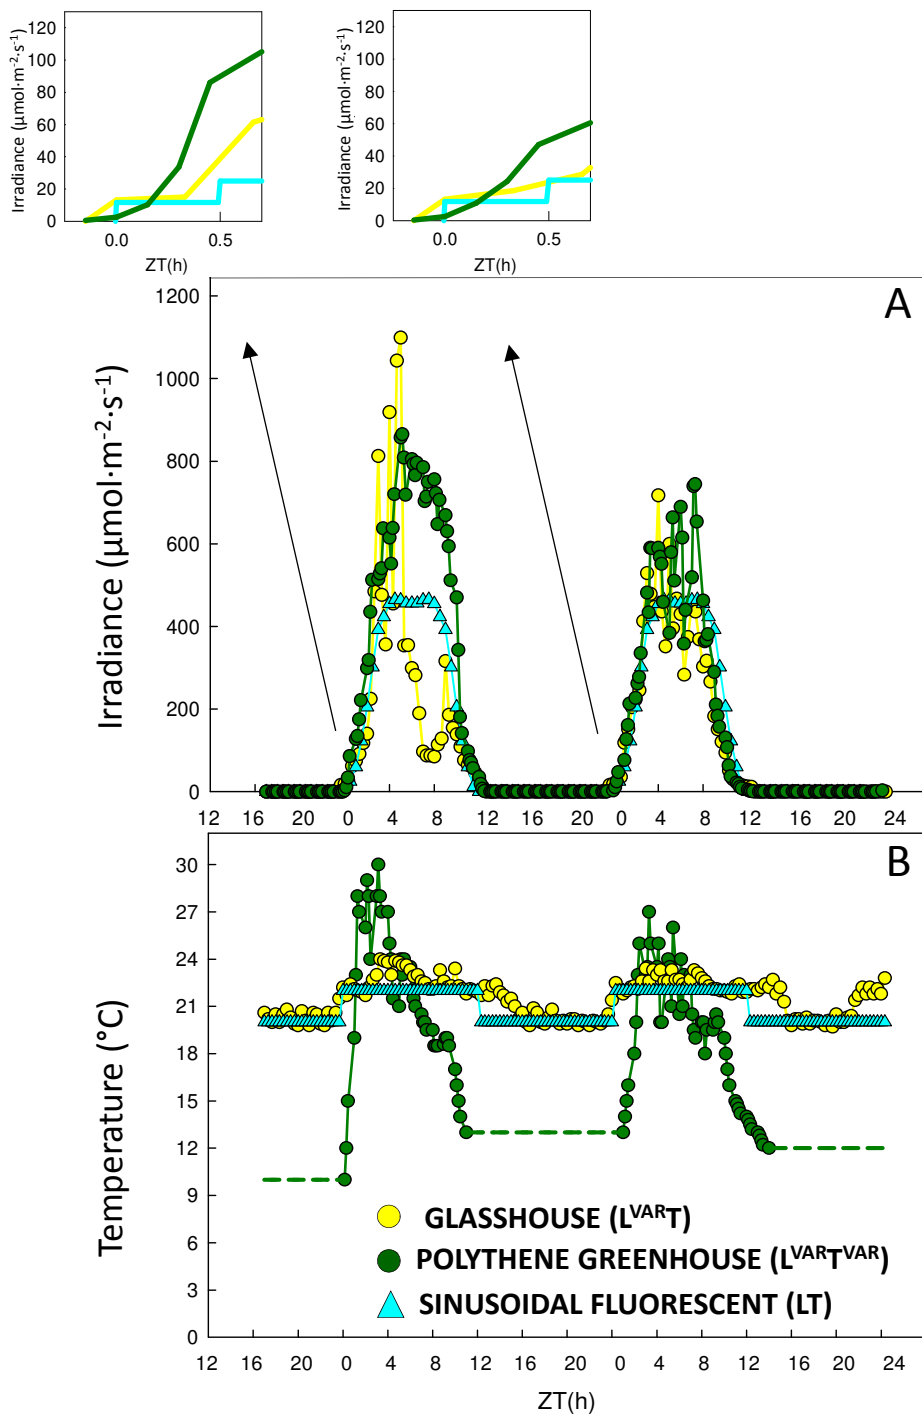 120
100
80
60
40
20
0
Irradiance (µmol·m⁻²·s⁻¹)
0.0 0.5
ZT(h)
120
100
80
60
40
20
0
Irradiance (µmol·m⁻²·s⁻¹)
0.0 0.5
ZT(h)
A
1200
1000
800
600
400
200
0
Irradiance (µmol·m⁻²·s⁻¹)
12 16 20 0 4 8 12 16 20 0 4 8 12 16 20 24
B
30
27
24
21
18
15
12
9
6
3
0
Temperature (°C)
GLASSHOUSE (LⱽᴬᴿT)
POLYTHENE GREENHOUSE (LⱽᴬᴿTⱽᴬᴿ)
SINUSOIDAL FLUORESCENT (LT)
12 16 20 0 4 8 12 16 20 0 4 8 12 16 20 24
ZT(h)